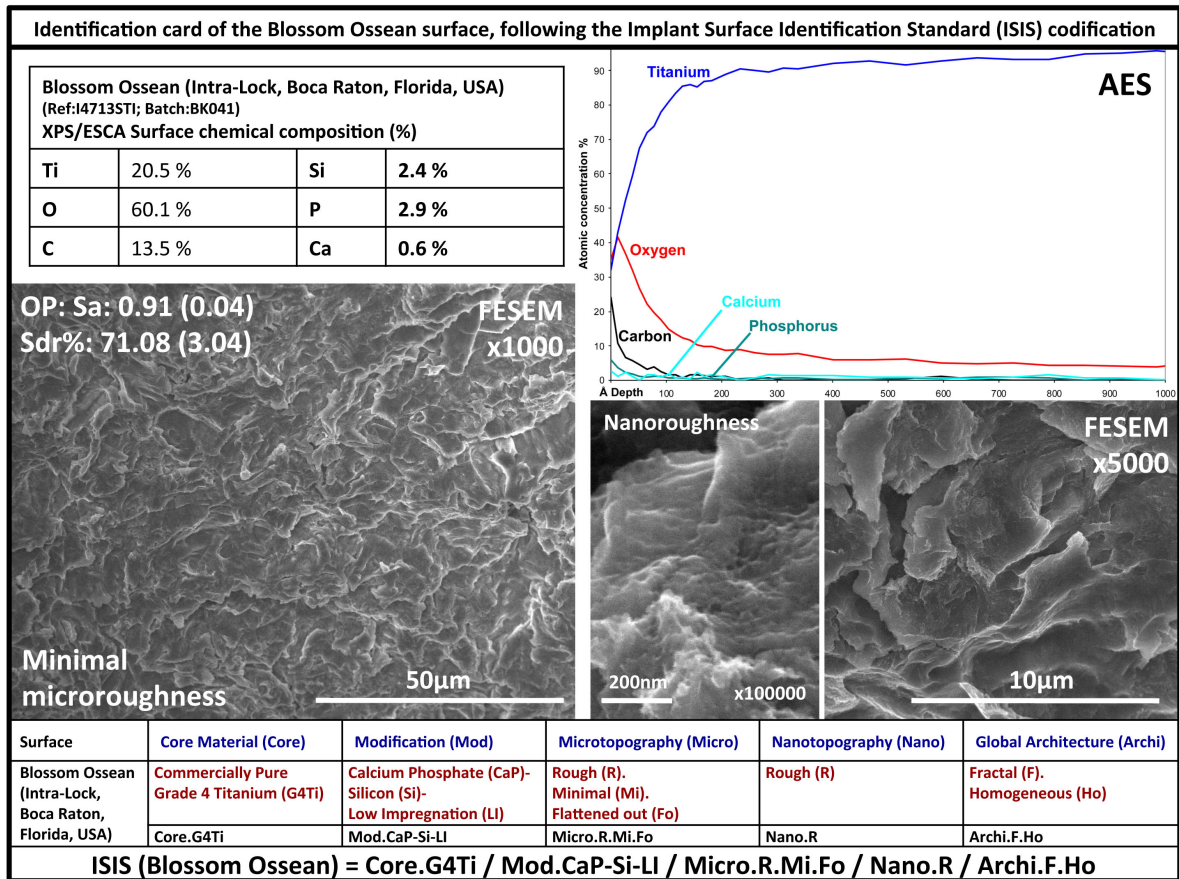 Identification card of the Blossom Ossean surface, following the Implant Surface Identification Standard (ISIS) codification
Blossom Ossean (Intra-Lock, Boca Raton, Florida, USA)
(Ref:I4713STI; Batch:BK041)
XPS/ESCA Surface chemical composition (%)
Ti 20.5 % Si 2.4 %
O 60.1 % P 2.9 %
C 13.5 % Ca 0.6 %
AES
Titanium
Oxygen
Calcium
Phosphorus
Carbon
Atomic concentration %
90
80
70
60
50
40
30
20
10
0
Å Depth 100 200 300 400 500 600 700 800 900 1000
OP: Sa: 0.91 (0.04)
Sdr%: 71.08 (3.04)
FESEM
x1000
Minimal
microroughness
50µm
Nanoroughness
200nm
x100000
FESEM
x5000
10µm
Surface Core Material (Core) Modification (Mod) Microtopography (Micro) Nanotopography (Nano) Global Architecture (Archi)
Blossom Ossean
(Intra-Lock,
Boca Raton,
Florida, USA)
Commercially Pure
Grade 4 Titanium (G4Ti)
Calcium Phosphate (CaP)-
Silicon (Si)-
Low Impregnation (LI)
Rough (R).
Minimal (Mi).
Flattened out (Fo)
Rough (R)
Fractal (F).
Homogeneous (Ho)
Core.G4Ti Mod.CaP-Si-LI Micro.R.Mi.Fo Nano.R Archi.F.Ho
ISIS (Blossom Ossean) = Core.G4Ti / Mod.CaP-Si-LI / Micro.R.Mi.Fo / Nano.R / Archi.F.Ho